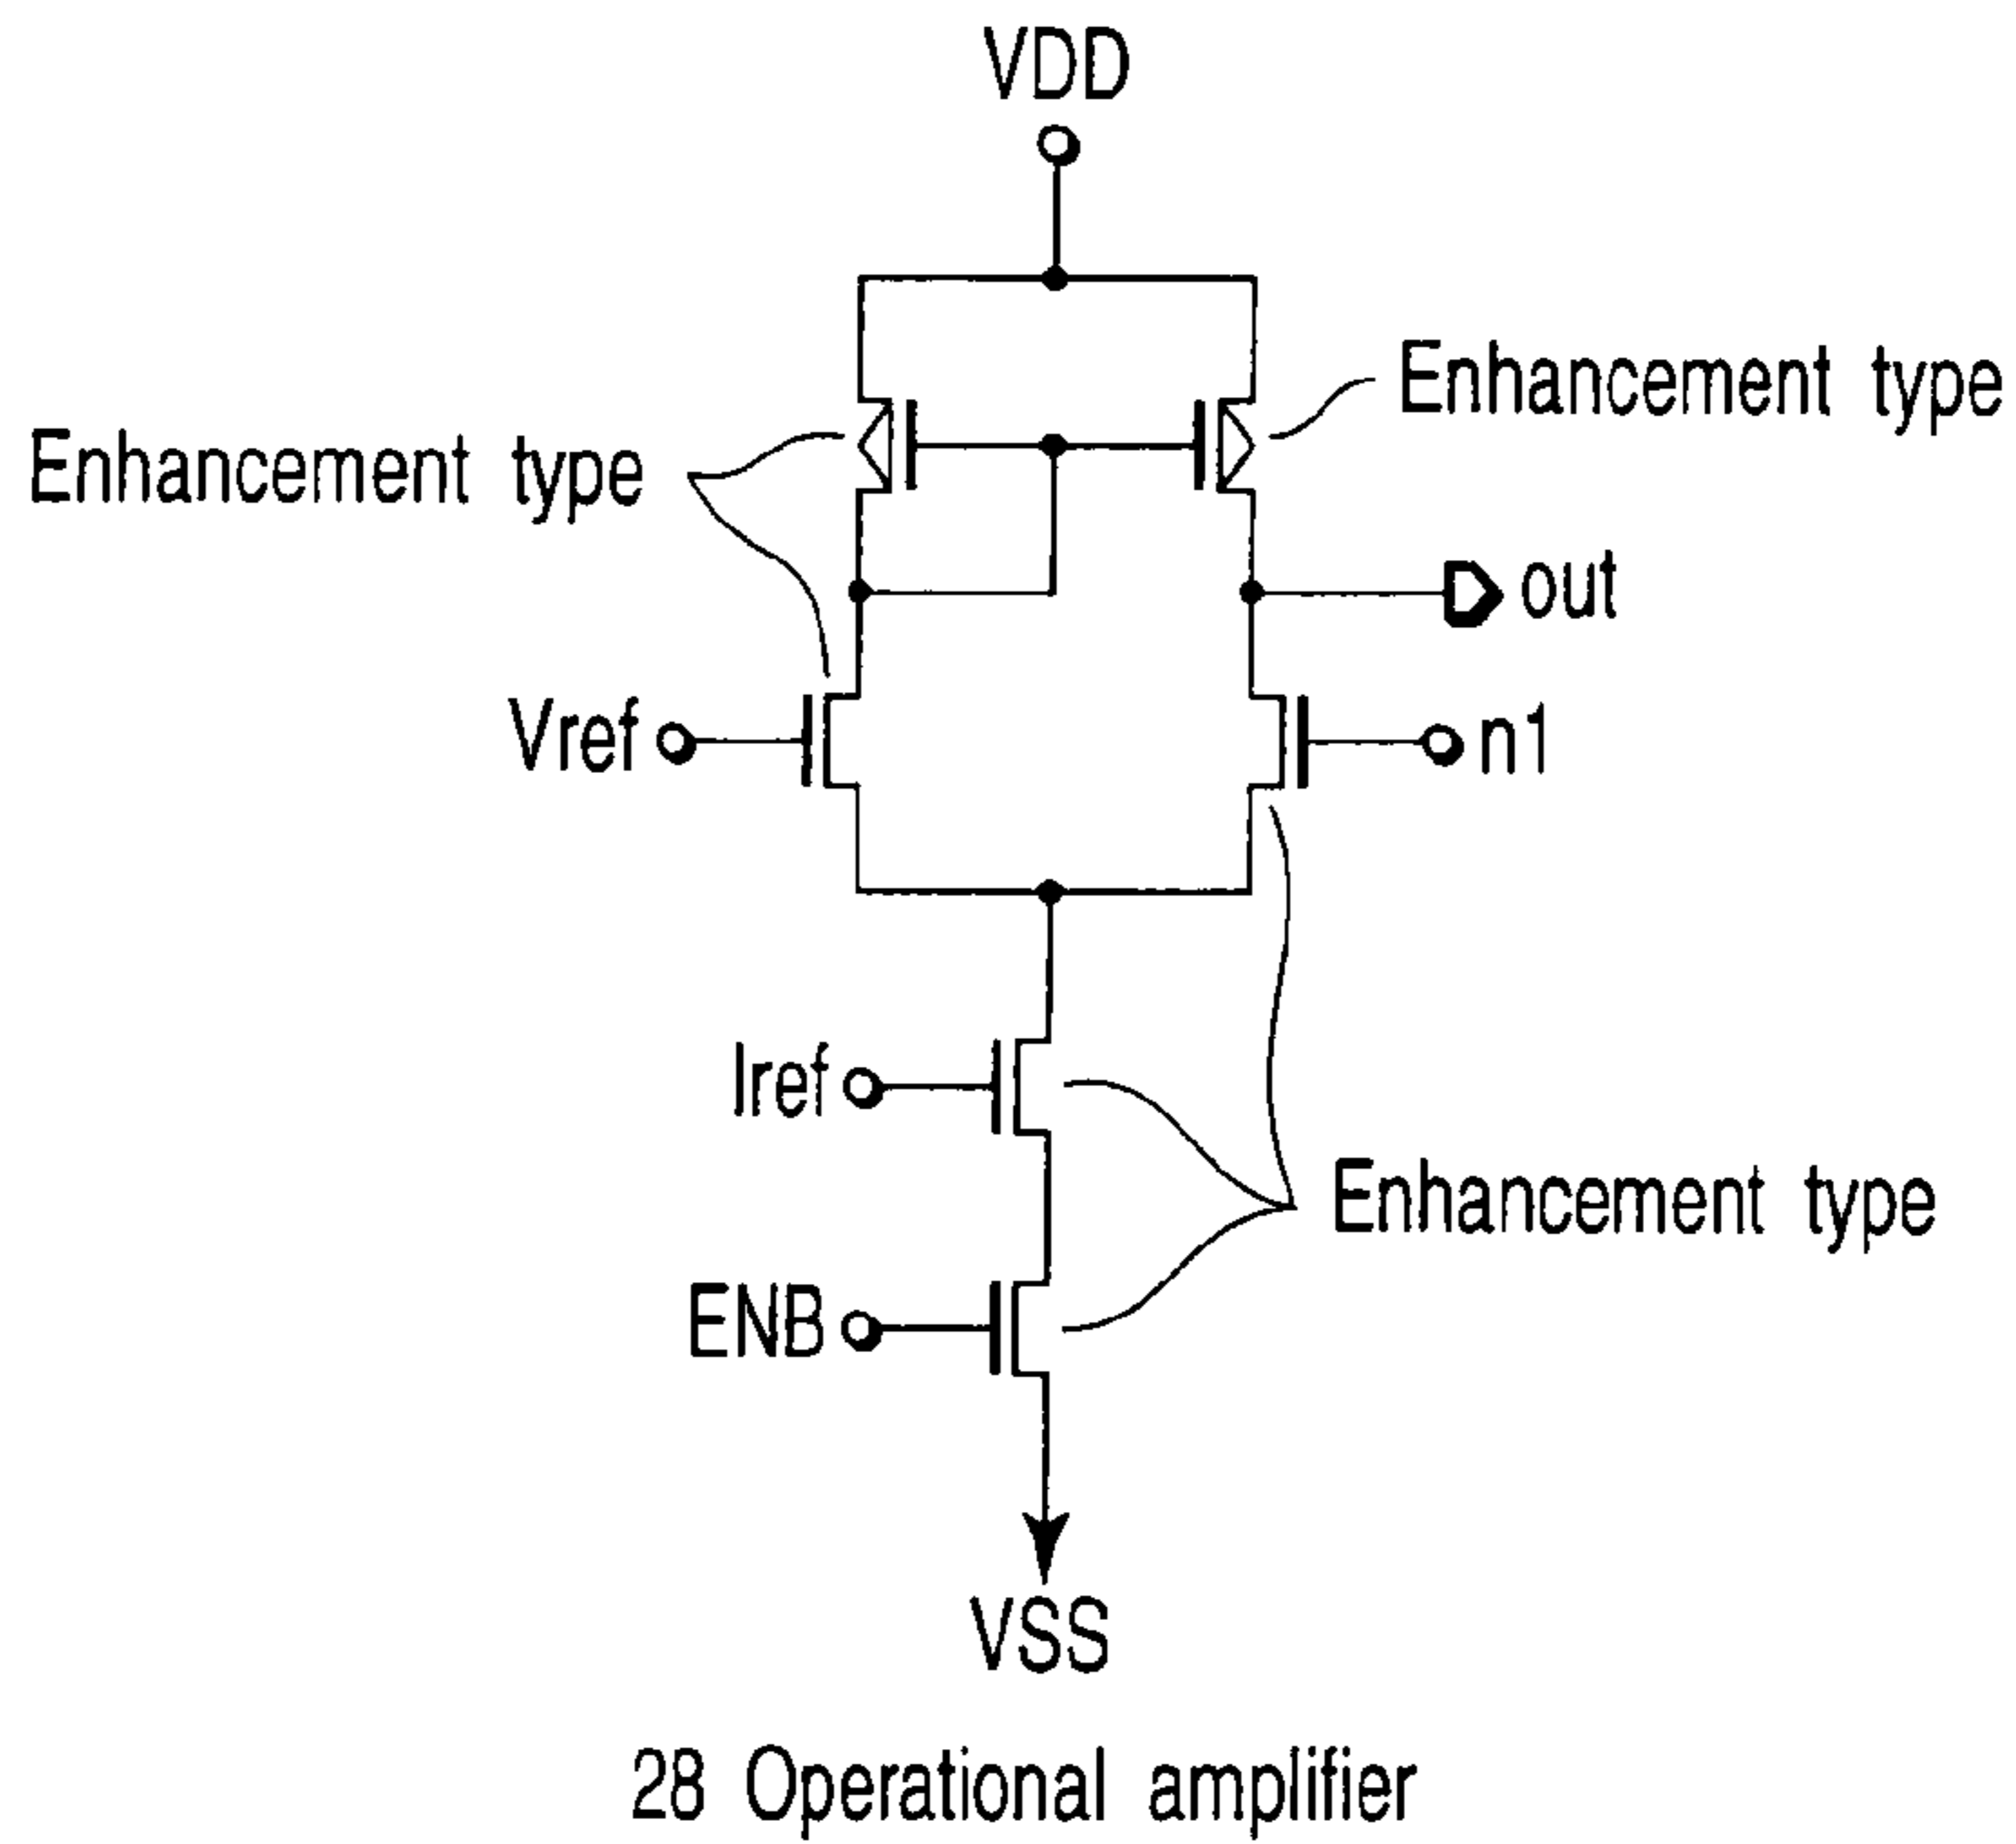 VDD
Enhancement type
Enhancement type
out
Vref
n1
Iref
Enhancement type
ENB
VSS
28 Operational amplifier